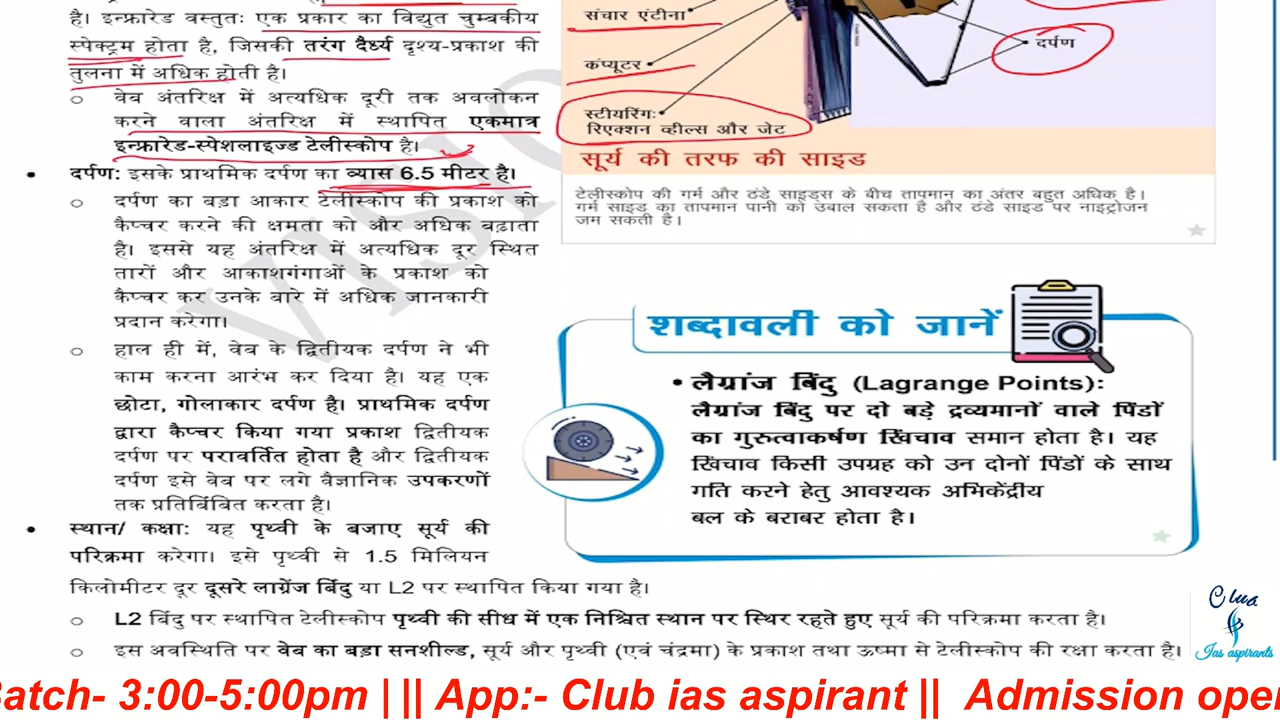 है। इन्फ्रारेड वस्तुतः एक प्रकार का विद्युत चुम्बकीय
स्पेक्ट्रम होता है, जिसकी तरंग दैर्ध्य दृश्य-प्रकाश की
तुलना में अधिक होती है।
○ वेब अंतरिक्ष में अत्यधिक दूरी तक अवलोकन
करने वाला अंतरिक्ष में स्थापित एकमात्र
इन्फ्रारेड-स्पेशलाइज्ड टेलीस्कोप है।
• दर्पण: इसके प्राथमिक दर्पण का व्यास 6.5 मीटर है।
○ दर्पण का बड़ा आकार टेलीस्कोप की प्रकाश को
कैप्चर करने की क्षमता को और अधिक बढ़ाता
है। इससे यह अंतरिक्ष में अत्यधिक दूर स्थित
तारों और आकाशगंगाओं के प्रकाश को
कैप्चर कर उनके बारे में अधिक जानकारी
प्रदान करेगा।
○ हाल ही में, वेब के द्वितीयक दर्पण ने भी
काम करना आरंभ कर दिया है। यह एक
छोटा, गोलाकार दर्पण है। प्राथमिक दर्पण
द्वारा कैप्चर किया गया प्रकाश द्वितीयक
दर्पण पर परावर्तित होता है और द्वितीयक
दर्पण इसे वेब पर लगे वैज्ञानिक उपकरणों
तक प्रतिबिंबित करता है।
• स्थान/ कक्षा: यह पृथ्वी के बजाए सूर्य की
परिक्रमा करेगा। इसे पृथ्वी से 1.5 मिलियन
किलोमीटर दूर दूसरे लाग्रेंज बिंदु या L2 पर स्थापित किया गया है।
○ L2 बिंदु पर स्थापित टेलीस्कोप पृथ्वी की सीध में एक निश्चित स्थान पर स्थिर रहते हुए सूर्य की परिक्रमा करता है।
○ इस अवस्थिति पर वेब का बड़ा सनशील्ड, सूर्य और पृथ्वी (एवं चंद्रमा) के प्रकाश तथा ऊष्मा से टेलीस्कोप की रक्षा करता है।
संचार एंटीना
दर्पण
कंप्यूटर
स्टीयरिंग:
रिएक्शन व्हील्स और जेट
सूर्य की तरफ की साइड
टेलीस्कोप की गर्म और ठंडे साइड्स के बीच तापमान का अंतर बहुत अधिक है।
गर्म साइड का तापमान पानी को उबाल सकता है और ठंडे साइड पर नाइट्रोजन
जम सकती है।
शब्दावली को जानें
• लैग्रांज बिंदु (Lagrange Points):
लैग्रांज बिंदु पर दो बड़े द्रव्यमानों वाले पिंडों
का गुरुत्वाकर्षण खिंचाव समान होता है। यह
खिंचाव किसी उपग्रह को उन दोनों पिंडों के साथ
गति करने हेतु आवश्यक अभिकेंद्रीय
बल के बराबर होता है।
VISIO
Club
Ias aspirants
Batch- 3:00-5:00pm | || App:- Club ias aspirant || Admission open